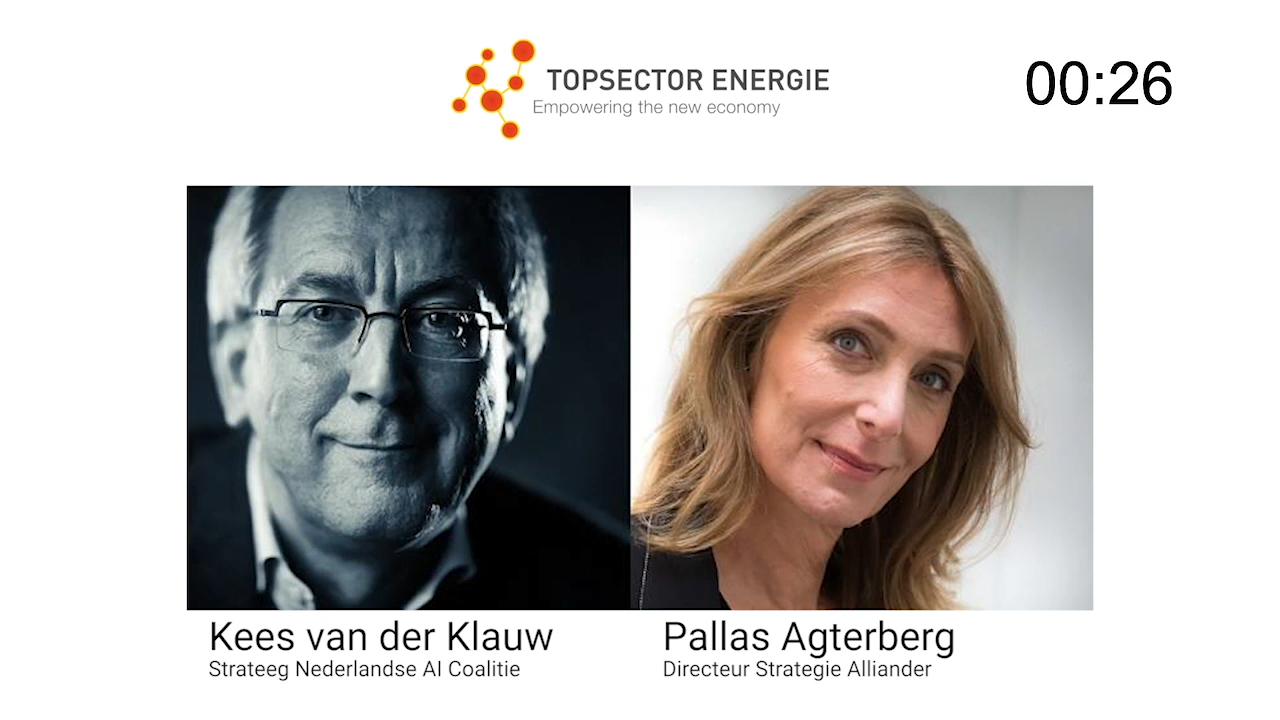 TOPSECTOR ENERGIE
Empowering the new economy
00:26
Kees van der Klauw
Strateeg Nederlandse AI Coalitie
Pallas Agterberg
Directeur Strategie Alliander